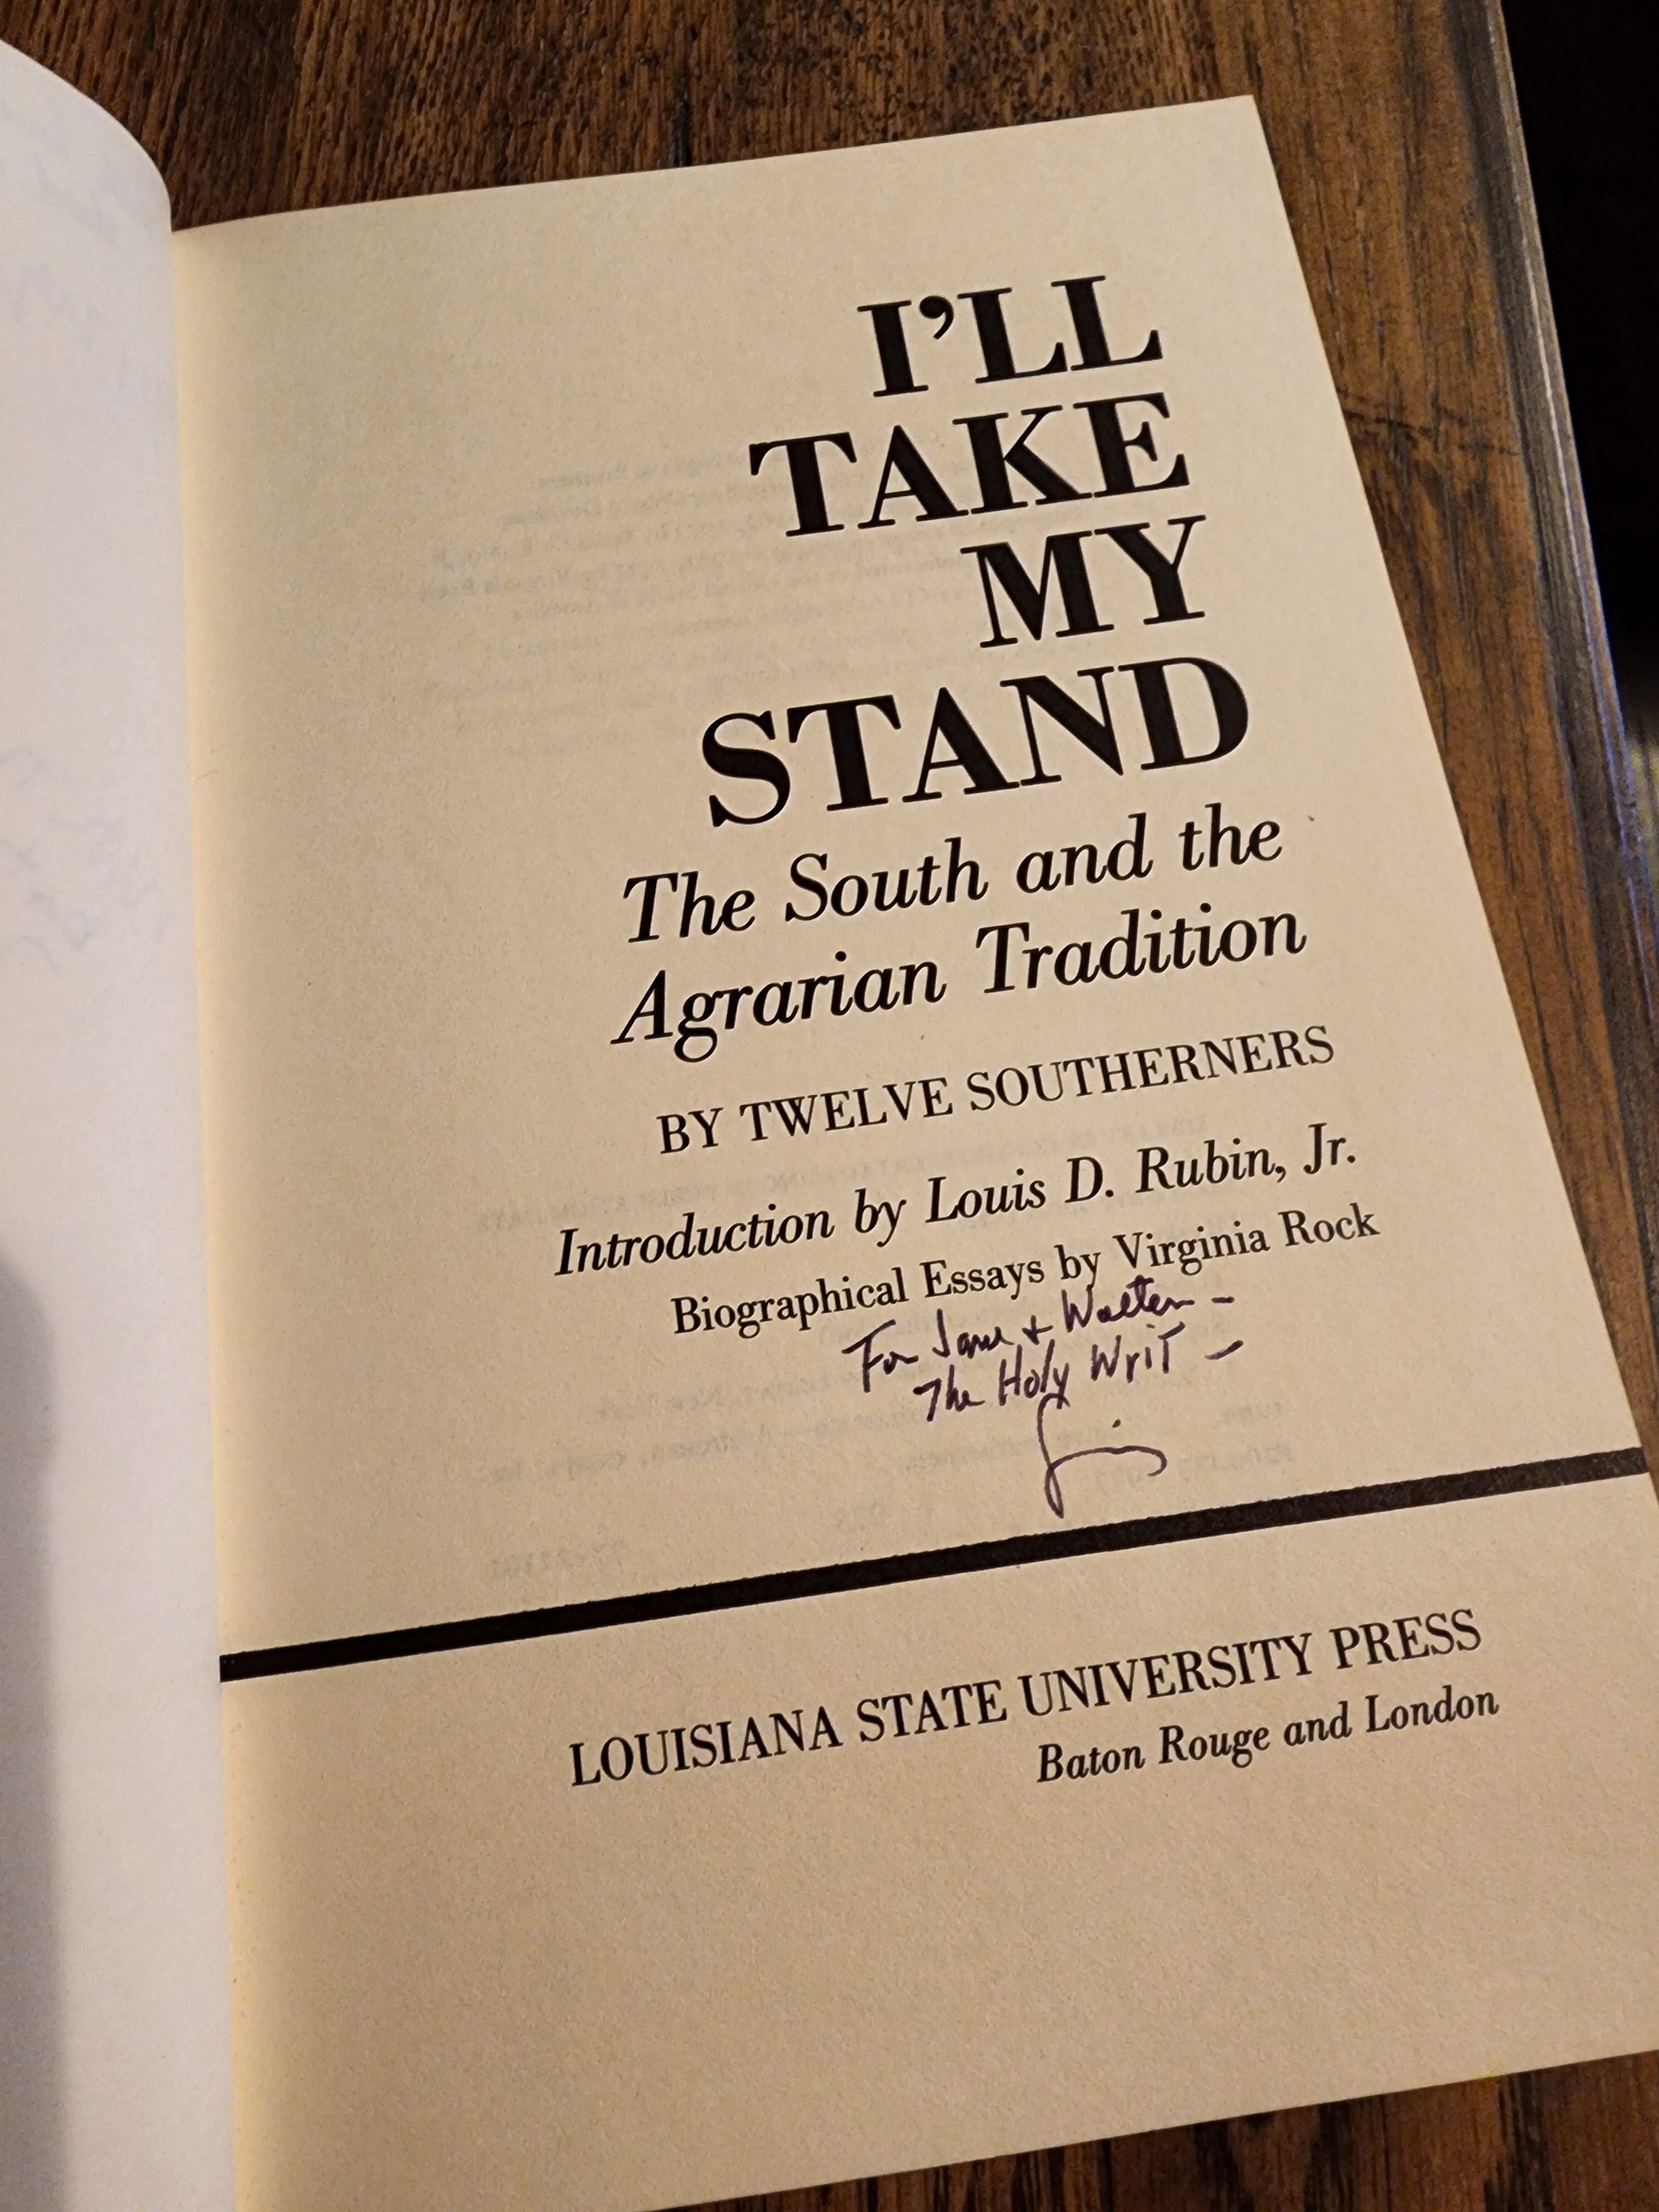 I'LL
TAKE
MY
STAND
The South and the
Agrarian Tradition
BY TWELVE SOUTHERNERS
Introduction by Louis D. Rubin, Jr.
Biographical Essays by Virginia Rock
For Jane + Walter –
The Holy Writ –
LOUISIANA STATE UNIVERSITY PRESS
Baton Rouge and London